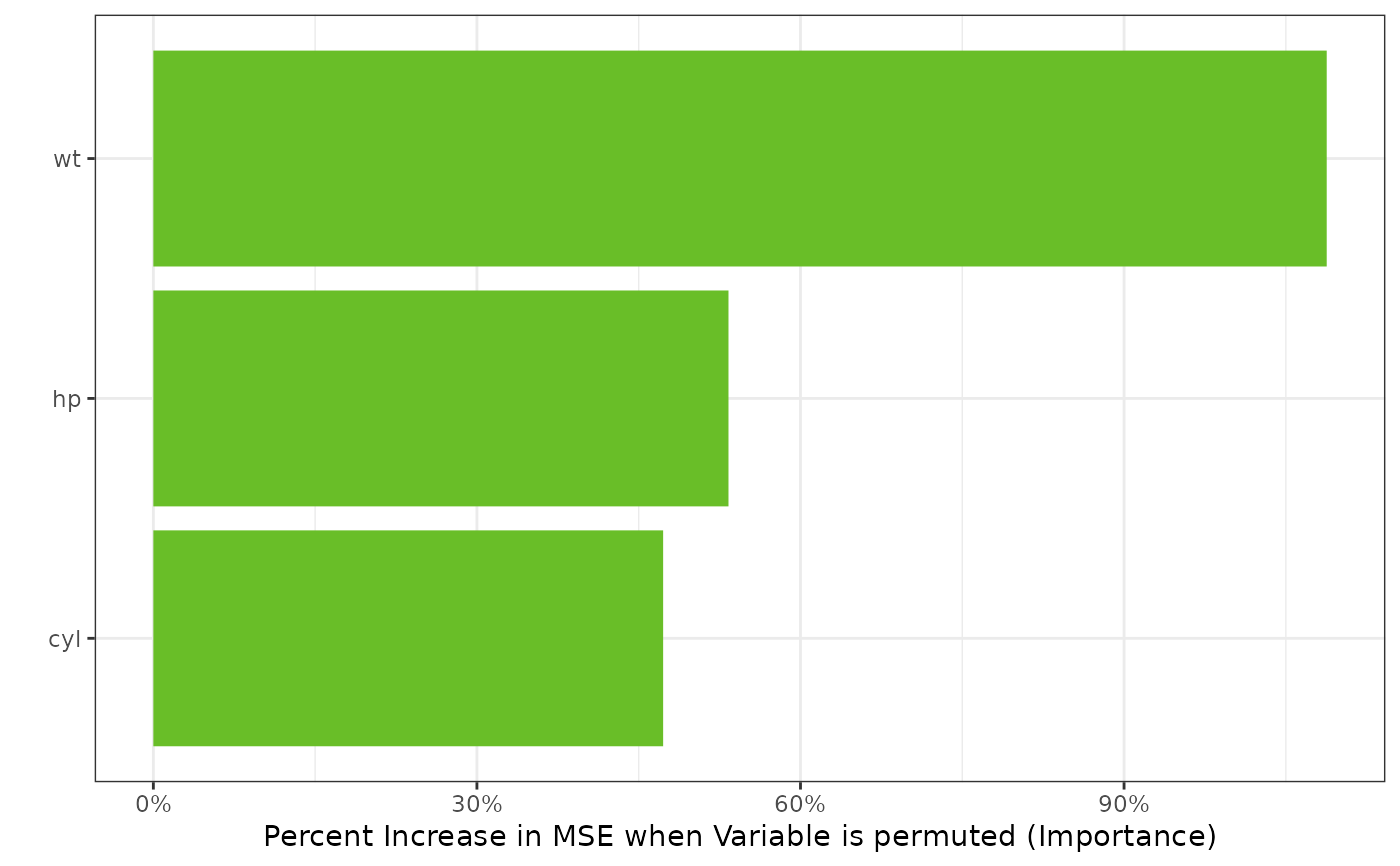 wt
hp
cyl
0% 30% 60% 90%
Percent Increase in MSE when Variable is permuted (Importance)